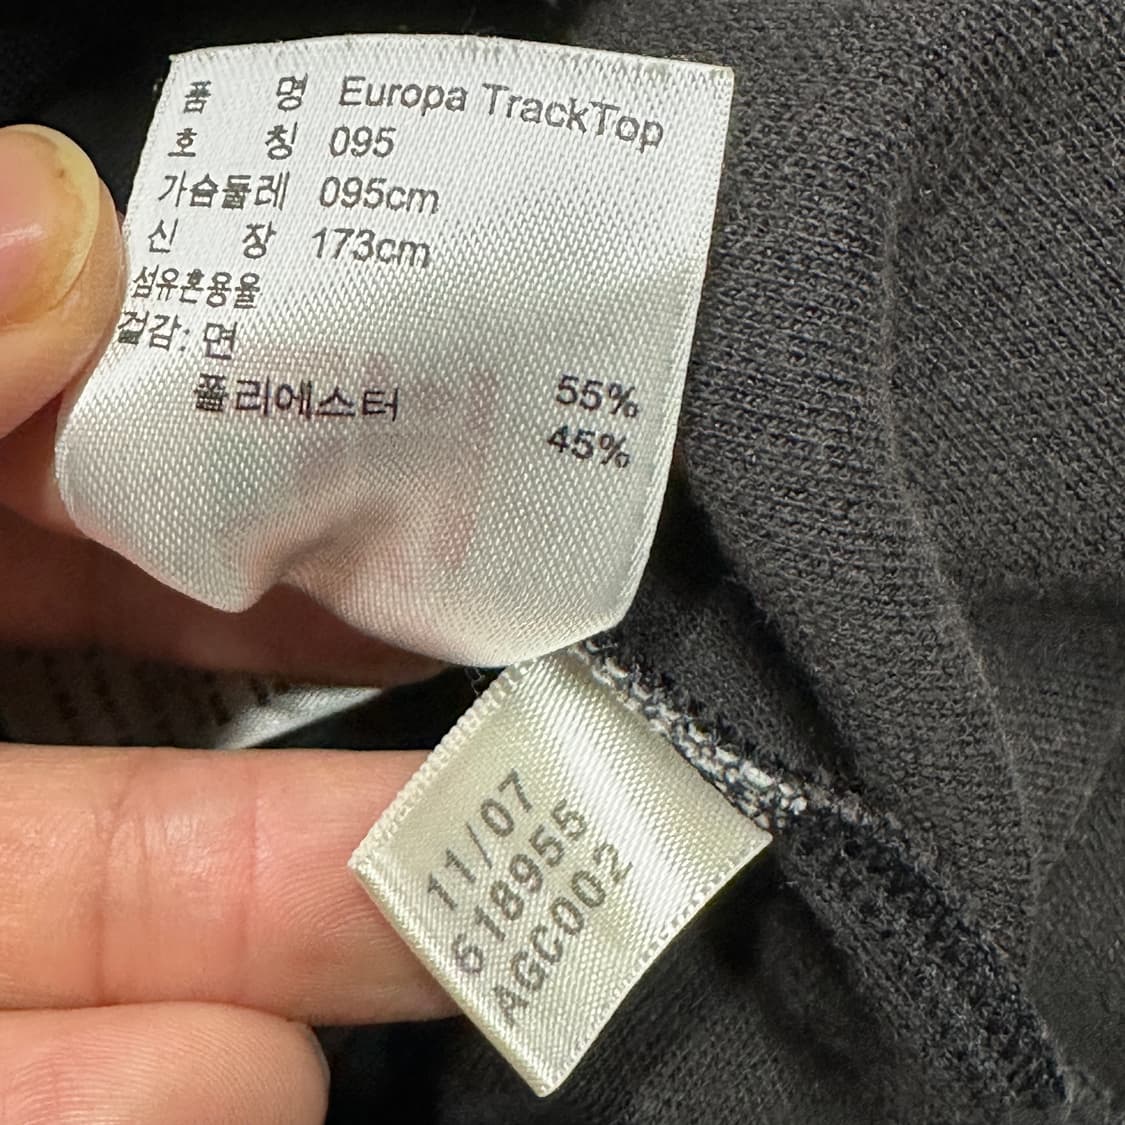 품 명 Europa TrackTop
호 칭 095
가슴둘레 095cm
신 장 173cm
섬유혼용율
겉감: 면 55%
폴리에스터 45%
11/07
618955
AGC002